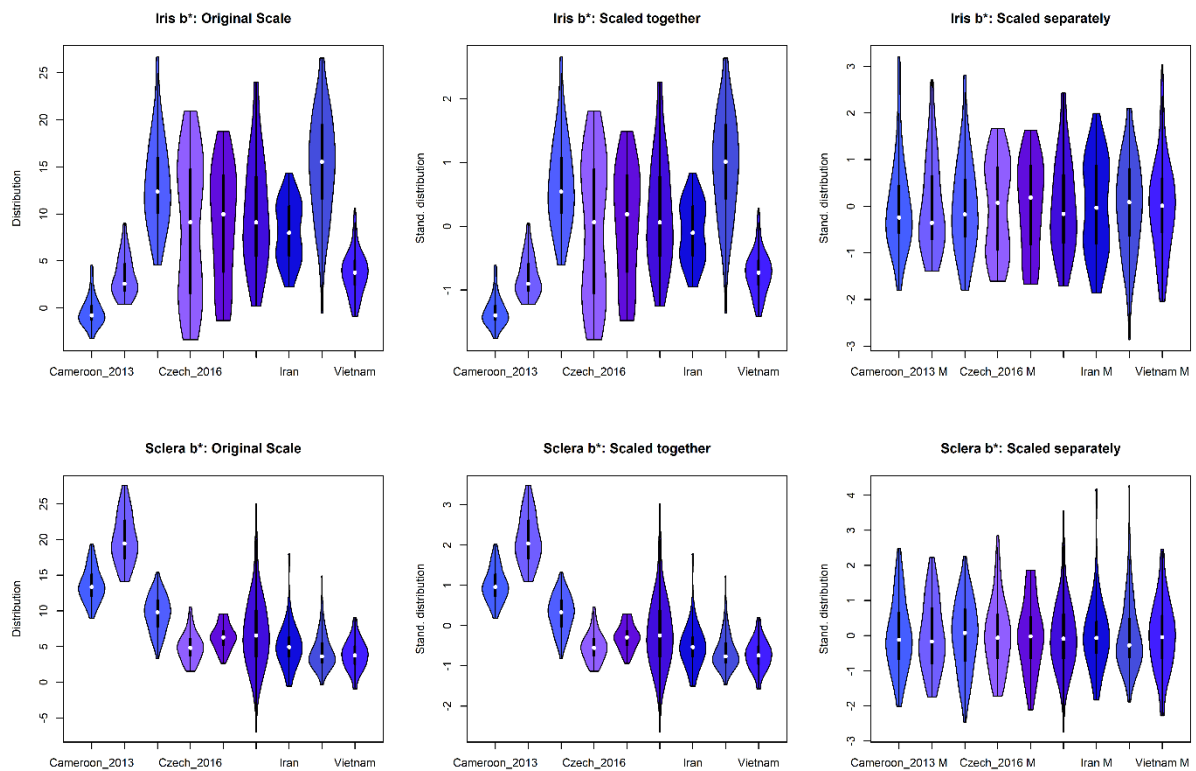 Iris b*: Original Scale
Distribution
25
20
15
10
5
0
Cameroon_2013 Czech_2016 Iran Vietnam
Iris b*: Scaled together
Stand. distribution
2
1
0
-1
Cameroon_2013 Czech_2016 Iran Vietnam
Iris b*: Scaled separately
Stand. distribution
3
2
1
0
-1
-2
-3
Cameroon_2013 M Czech_2016 M Iran M Vietnam M
Sclera b*: Original Scale
Distribution
25
20
15
10
5
0
-5
Cameroon_2013 Czech_2016 Iran Vietnam
Sclera b*: Scaled together
Stand. distribution
3
2
1
0
-1
-2
Cameroon_2013 Czech_2016 Iran Vietnam
Sclera b*: Scaled separately
Stand. distribution
4
3
2
1
0
-1
-2
-3
Cameroon_2013 M Czech_2016 M Iran M Vietnam M